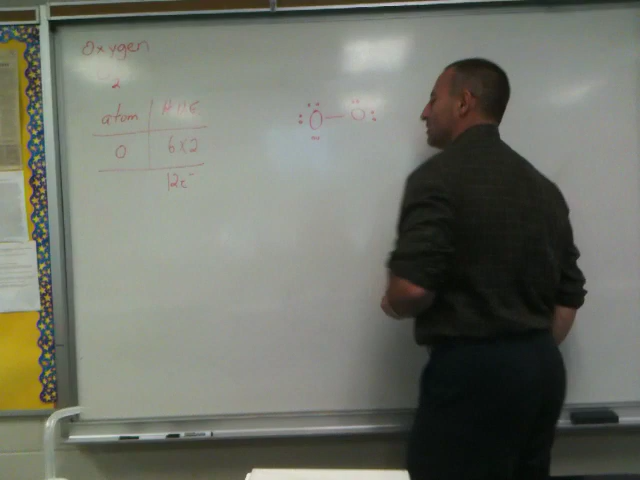 Oxygen
2
atom | # VE
O | 6x2
12e⁻
:Ö—Ö: